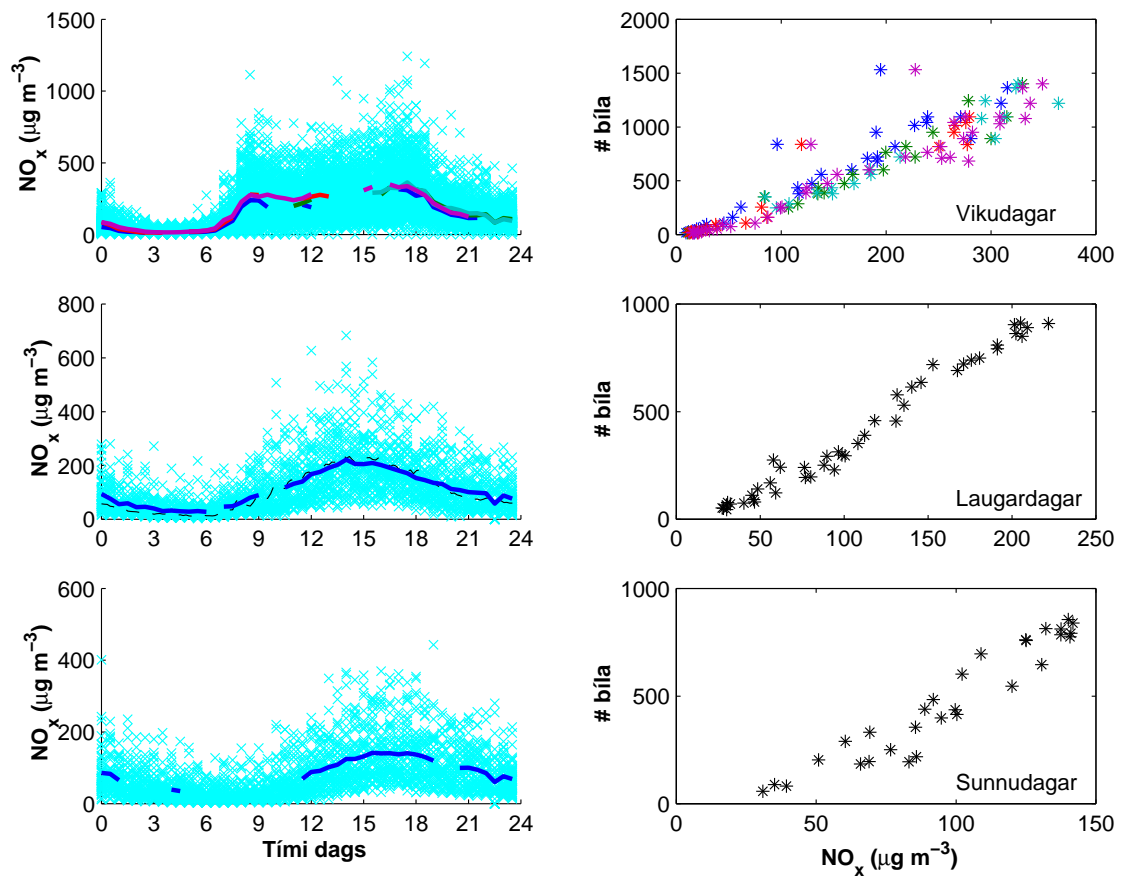 1500
1000
500
0
NOx (μg m−3)
0 3 6 9 12 15 18 21 24
2000
1500
1000
500
0
# bíla
Vikudagar
0 100 200 300 400
800
600
400
200
0
NOx (μg m−3)
0 3 6 9 12 15 18 21 24
1000
500
0
# bíla
Laugardagar
0 50 100 150 200 250
600
400
200
0
NOx (μg m−3)
0 3 6 9 12 15 18 21 24
Tími dags
1000
500
0
# bíla
Sunnudagar
0 50 100 150
NOx (μg m−3)